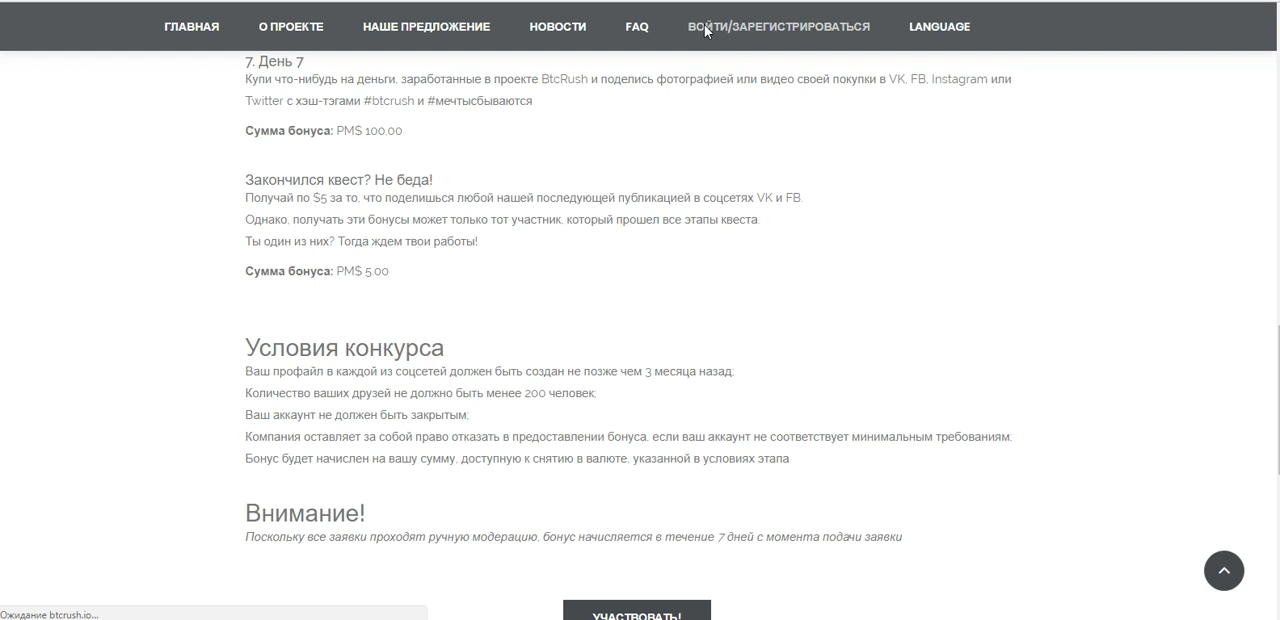 ГЛАВНАЯ О ПРОЕКТЕ НАШЕ ПРЕДЛОЖЕНИЕ НОВОСТИ FAQ ВОЙТИ/ЗАРЕГИСТРИРОВАТЬСЯ LANGUAGE
7. День 7
Купи что-нибудь на деньги, заработанные в проекте BtcRush и поделись фотографией или видео своей покупки в VK, FB, Instagram или
Twitter с хэш-тэгами #btcrush и #мечтысбываются
Сумма бонуса: PM$ 100.00
Закончился квест? Не беда!
Получай по $5 за то, что поделишься любой нашей последующей публикацией в соцсетях VK и FB.
Однако, получать эти бонусы может только тот участник, который прошел все этапы квеста.
Ты один из них? Тогда ждем твои работы!
Сумма бонуса: PM$ 5.00
Условия конкурса
Ваш профайл в каждой из соцсетей должен быть создан не позже чем 3 месяца назад;
Количество ваших друзей не должно быть менее 200 человек;
Ваш аккаунт не должен быть закрытым;
Компания оставляет за собой право отказать в предоставлении бонуса, если ваш аккаунт не соответствует минимальным требованиям;
Бонус будет начислен на вашу сумму, доступную к снятию в валюте, указанной в условиях этапа
Внимание!
Поскольку все заявки проходят ручную модерацию, бонус начисляется в течение 7 дней с момента подачи заявки
УЧАСТВОВАТЬ!
Ожидание btcrush.io...